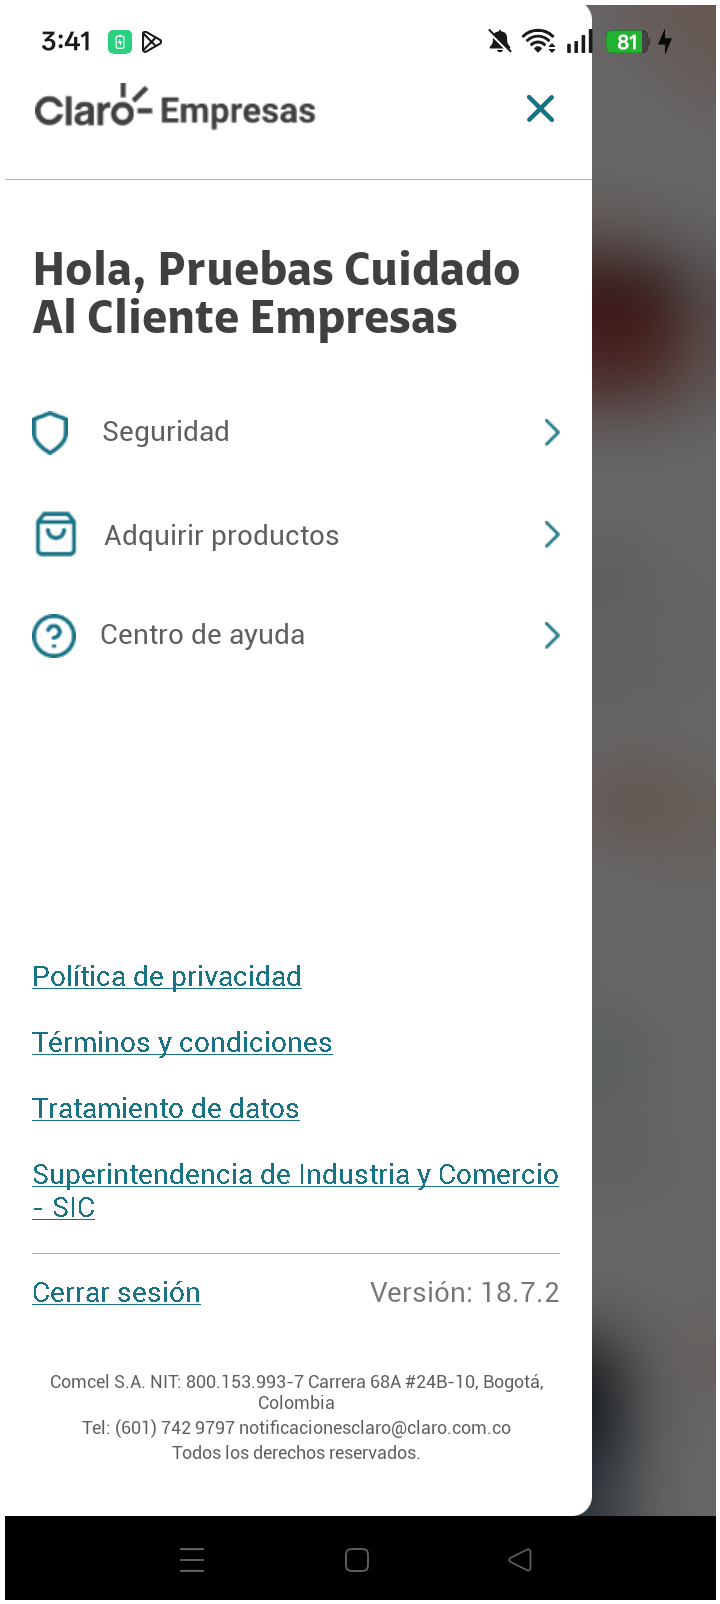 3:41
81
Claro Empresas
Hola, Pruebas Cuidado
Al Cliente Empresas
Seguridad
Adquirir productos
Centro de ayuda
Política de privacidad
Términos y condiciones
Tratamiento de datos
Superintendencia de Industria y Comercio
- SIC
Cerrar sesión
Versión: 18.7.2
Comcel S.A. NIT: 800.153.993-7 Carrera 68A #24B-10, Bogotá,
Colombia
Tel: (601) 742 9797 notificacionesclaro@claro.com.co
Todos los derechos reservados.